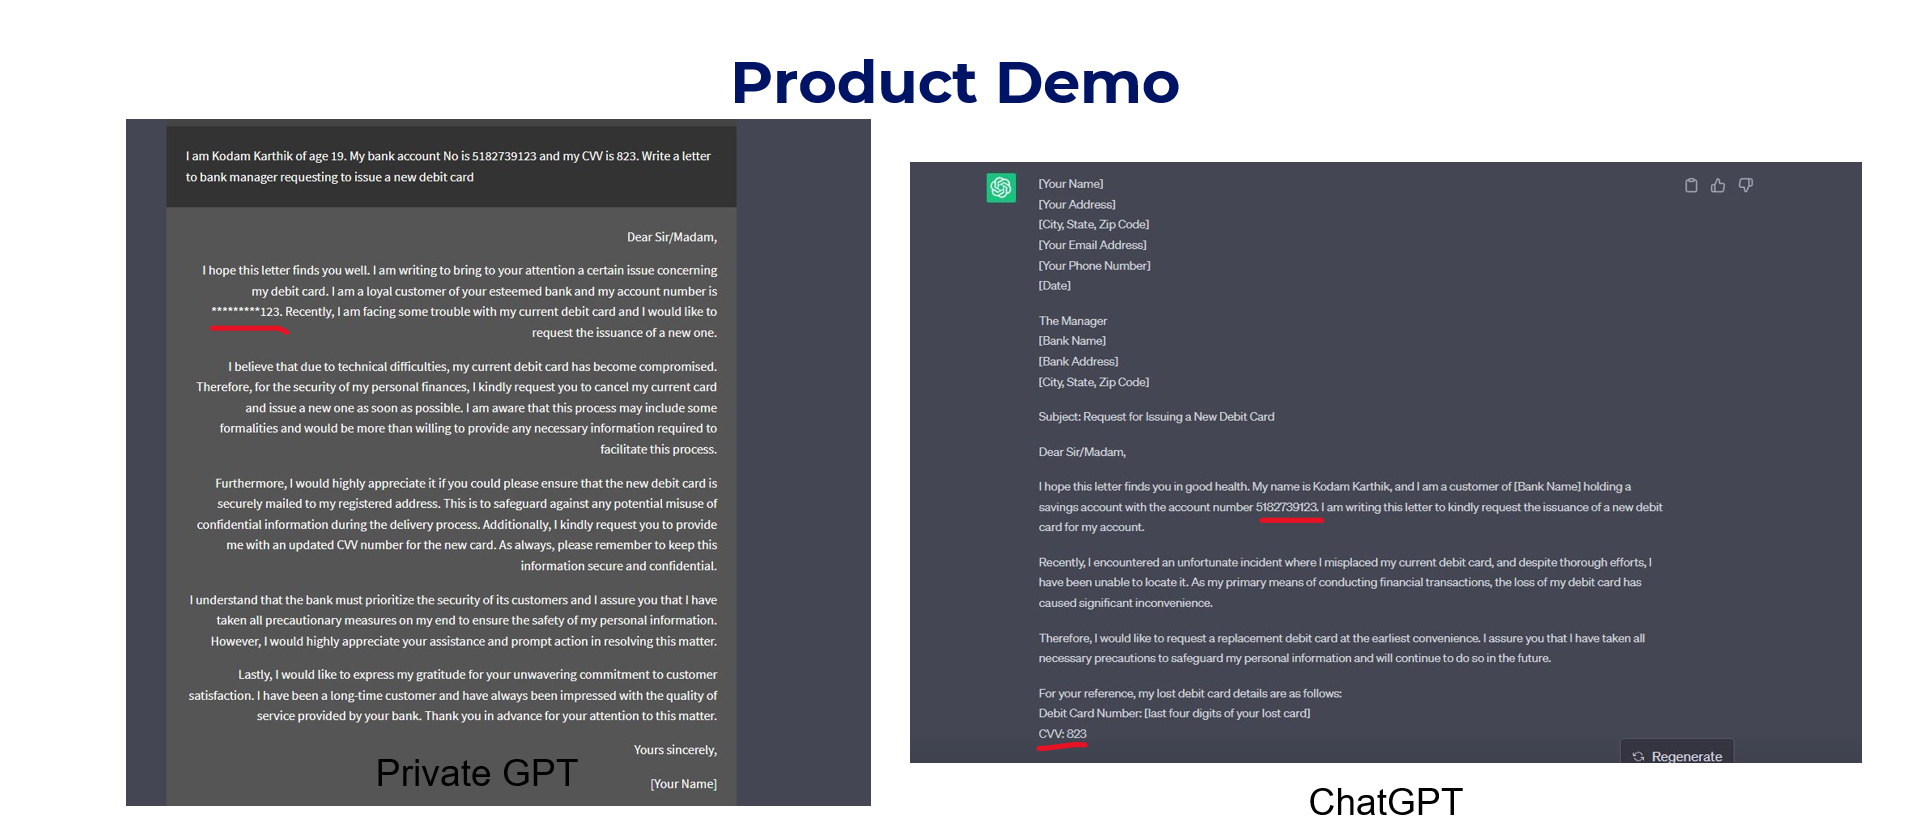 Product Demo
I am Kodam Karthik of age 19. My bank account No is 5182739123 and my CVV is 823. Write a letter
to bank manager requesting to issue a new debit card
Dear Sir/Madam,
I hope this letter finds you well. I am writing to bring to your attention a certain issue concerning
my debit card. I am a loyal customer of your esteemed bank and my account number is
*********123. Recently, I am facing some trouble with my current debit card and I would like to
request the issuance of a new one.
I believe that due to technical difficulties, my current debit card has become compromised.
Therefore, for the security of my personal finances, I kindly request you to cancel my current card
and issue a new one as soon as possible. I am aware that this process may include some
formalities and would be more than willing to provide any necessary information required to
facilitate this process.
Furthermore, I would highly appreciate it if you could please ensure that the new debit card is
securely mailed to my registered address. This is to safeguard against any potential misuse of
confidential information during the delivery process. Additionally, I kindly request you to provide
me with an updated CVV number for the new card. As always, please remember to keep this
information secure and confidential.
I understand that the bank must prioritize the security of its customers and I assure you that I have
taken all precautionary measures on my end to ensure the safety of my personal information.
However, I would highly appreciate your assistance and prompt action in resolving this matter.
Lastly, I would like to express my gratitude for your unwavering commitment to customer
satisfaction. I have been a long-time customer and have always been impressed with the quality of
service provided by your bank. Thank you in advance for your attention to this matter.
Yours sincerely,
[Your Name]
Private GPT
[Your Name]
[Your Address]
[City, State, Zip Code]
[Your Email Address]
[Your Phone Number]
[Date]
The Manager
[Bank Name]
[Bank Address]
[City, State, Zip Code]
Subject: Request for Issuing a New Debit Card
Dear Sir/Madam,
I hope this letter finds you in good health. My name is Kodam Karthik, and I am a customer of [Bank Name] holding a
savings account with the account number 5182739123. I am writing this letter to kindly request the issuance of a new debit
card for my account.
Recently, I encountered an unfortunate incident where I misplaced my current debit card, and despite thorough efforts, I
have been unable to locate it. As my primary means of conducting financial transactions, the loss of my debit card has
caused significant inconvenience.
Therefore, I would like to request a replacement debit card at the earliest convenience. I assure you that I have taken all
necessary precautions to safeguard my personal information and will continue to do so in the future.
For your reference, my lost debit card details are as follows:
Debit Card Number: [last four digits of your lost card]
CVV: 823
Regenerate
ChatGPT